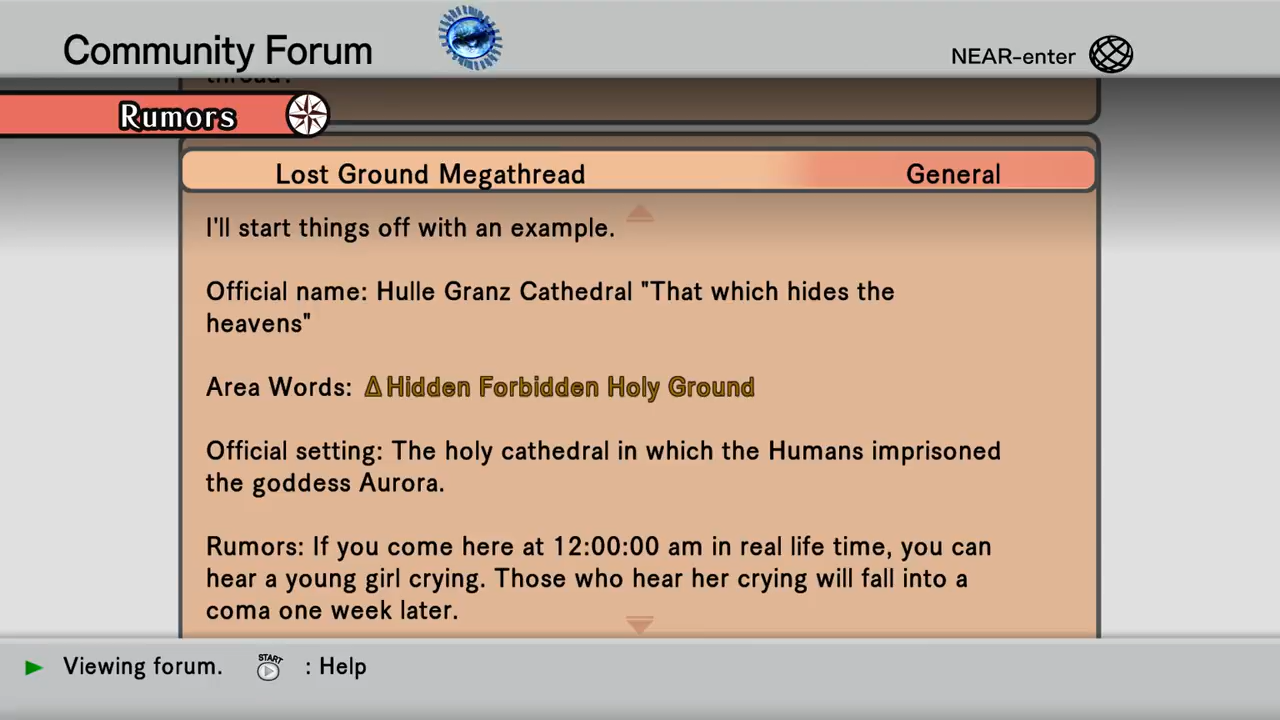 Community Forum
NEAR-enter
thread?
Rumors
Lost Ground Megathread
General
I'll start things off with an example.
Official name: Hulle Granz Cathedral "That which hides the
heavens"
Area Words: Δ Hidden Forbidden Holy Ground
Official setting: The holy cathedral in which the Humans imprisoned
the goddess Aurora.
Rumors: If you come here at 12:00:00 am in real life time, you can
hear a young girl crying. Those who hear her crying will fall into a
coma one week later.
Viewing forum.
START
: Help